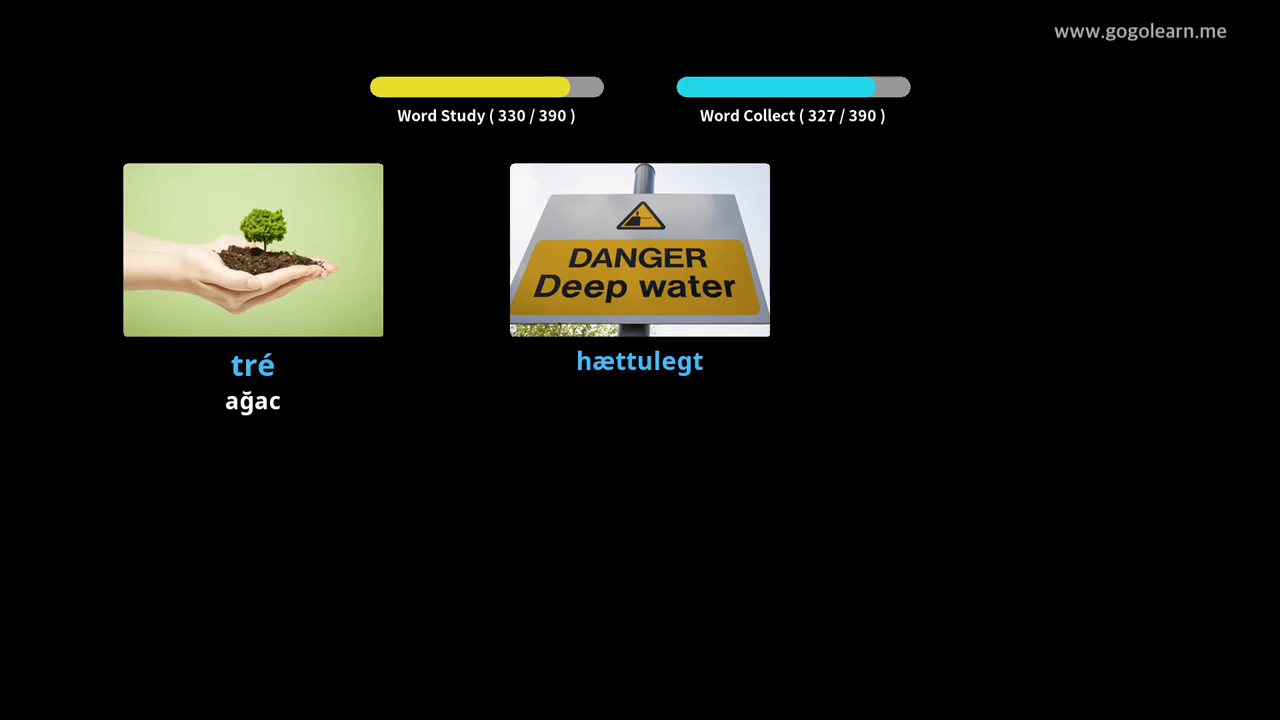 www.gogolearn.me
Word Study ( 330 / 390 )
Word Collect ( 327 / 390 )
DANGER
Deep water
tré
ağac
hættulegt